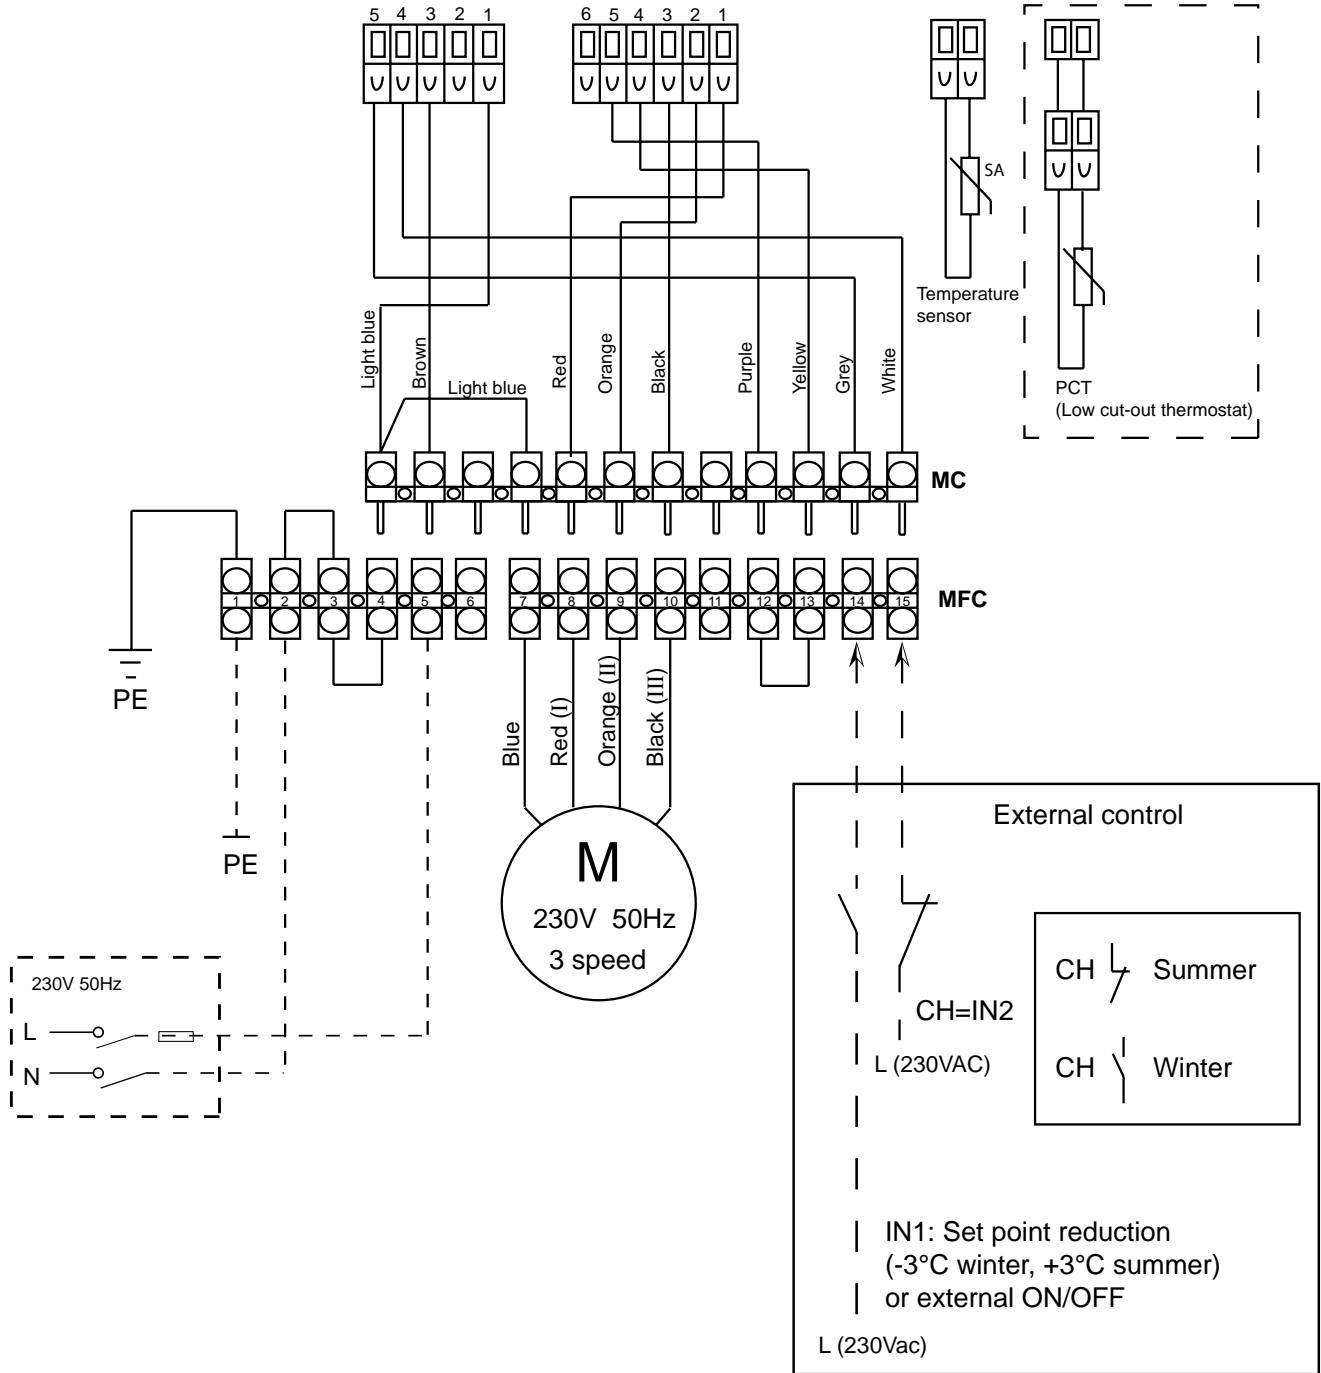 5 4 3 2 1
6 5 4 3 2 1
SA
Temperature
sensor
PCT
(Low cut-out thermostat)
Light blue
Brown
Light blue
Red
Orange
Black
Purple
Yellow
Grey
White
MC
1 2 3 4 5 6 7 8 9 10 11 12 13 14 15
MFC
PE
PE
Blue
Red (I)
Orange (II)
Black (III)
M
230V 50Hz
3 speed
230V 50Hz
L
N
External control
CH=IN2
L (230VAC)
CH Summer
CH Winter
IN1: Set point reduction
(-3°C winter, +3°C summer)
or external ON/OFF
L (230Vac)